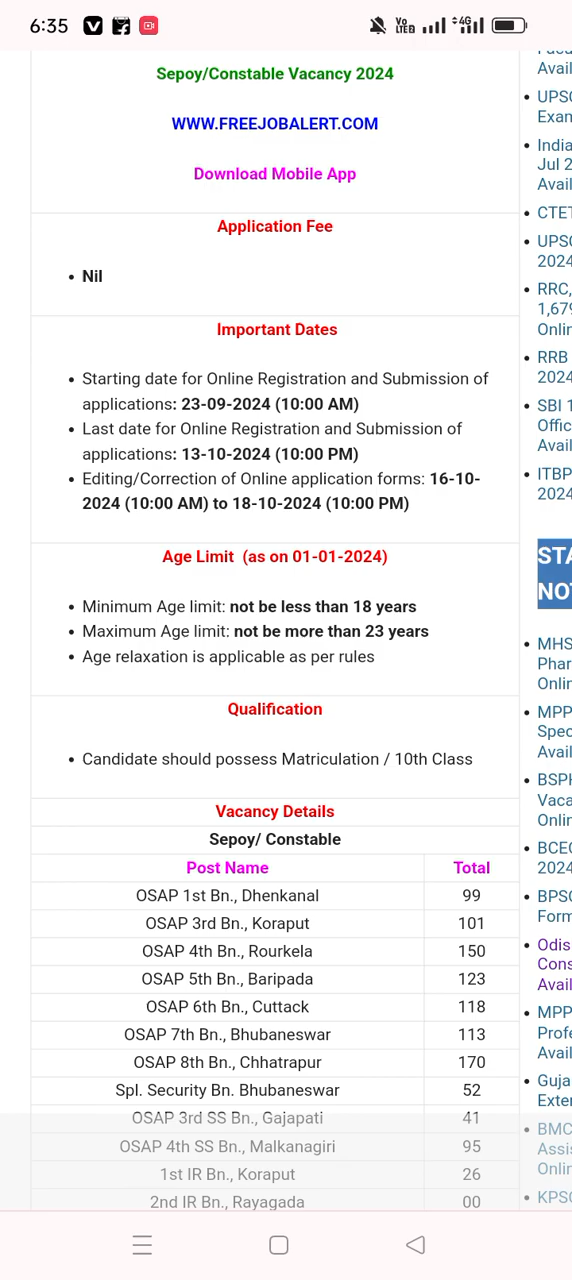 6:35
Vo LTE 2 4G
Sepoy/Constable Vacancy 2024
WWW.FREEJOBALERT.COM
Download Mobile App
Application Fee
• Nil
Important Dates
• Starting date for Online Registration and Submission of
applications: 23-09-2024 (10:00 AM)
• Last date for Online Registration and Submission of
applications: 13-10-2024 (10:00 PM)
• Editing/Correction of Online application forms: 16-10-
2024 (10:00 AM) to 18-10-2024 (10:00 PM)
Age Limit (as on 01-01-2024)
• Minimum Age limit: not be less than 18 years
• Maximum Age limit: not be more than 23 years
• Age relaxation is applicable as per rules
Qualification
• Candidate should possess Matriculation / 10th Class
Vacancy Details
Sepoy/ Constable
Post Name Total
OSAP 1st Bn., Dhenkanal 99
OSAP 3rd Bn., Koraput 101
OSAP 4th Bn., Rourkela 150
OSAP 5th Bn., Baripada 123
OSAP 6th Bn., Cuttack 118
OSAP 7th Bn., Bhubaneswar 113
OSAP 8th Bn., Chhatrapur 170
Spl. Security Bn. Bhubaneswar 52
OSAP 3rd SS Bn., Gajapati 41
OSAP 4th SS Bn., Malkanagiri 95
1st IR Bn., Koraput 26
2nd IR Bn., Rayagada 00
Avail
• UPSC
Exan
• India
Jul 2
Avail
• CTET
• UPSC
2024
• RRC,
1,679
Onlin
• RRB
2024
• SBI 1
Offic
Avail
• ITBP
2024
STA
NOT
• MHS
Phar
Onlin
• MPP
Spec
Avail
• BSPH
Vaca
Onlin
• BCEC
2024
• BPSC
Form
• Odis
Cons
Avail
• MPP
Profe
Avail
• Guja
Exter
• BMC
Assis
Onlin
• KPSC